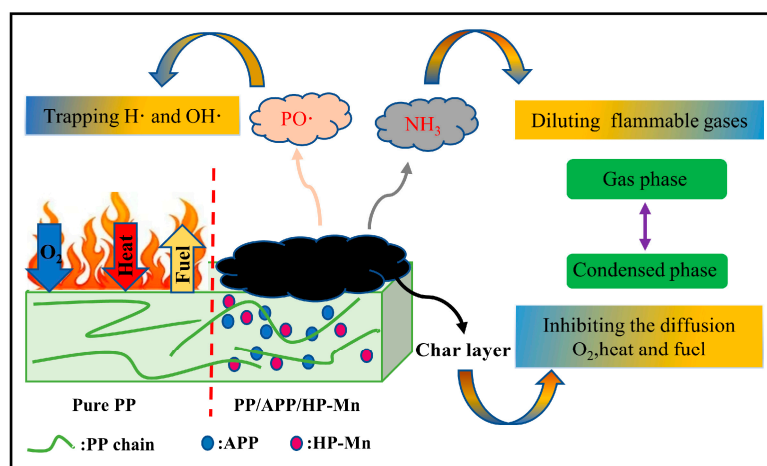 PO·
NH₃
Trapping H· and OH·
Diluting flammable gases
Gas phase
Condensed phase
O₂
Heat
Fuel
Inhibiting the diffusion
O₂,heat and fuel
Char layer
Pure PP
PP/APP/HP-Mn
:PP chain
:APP
:HP-Mn